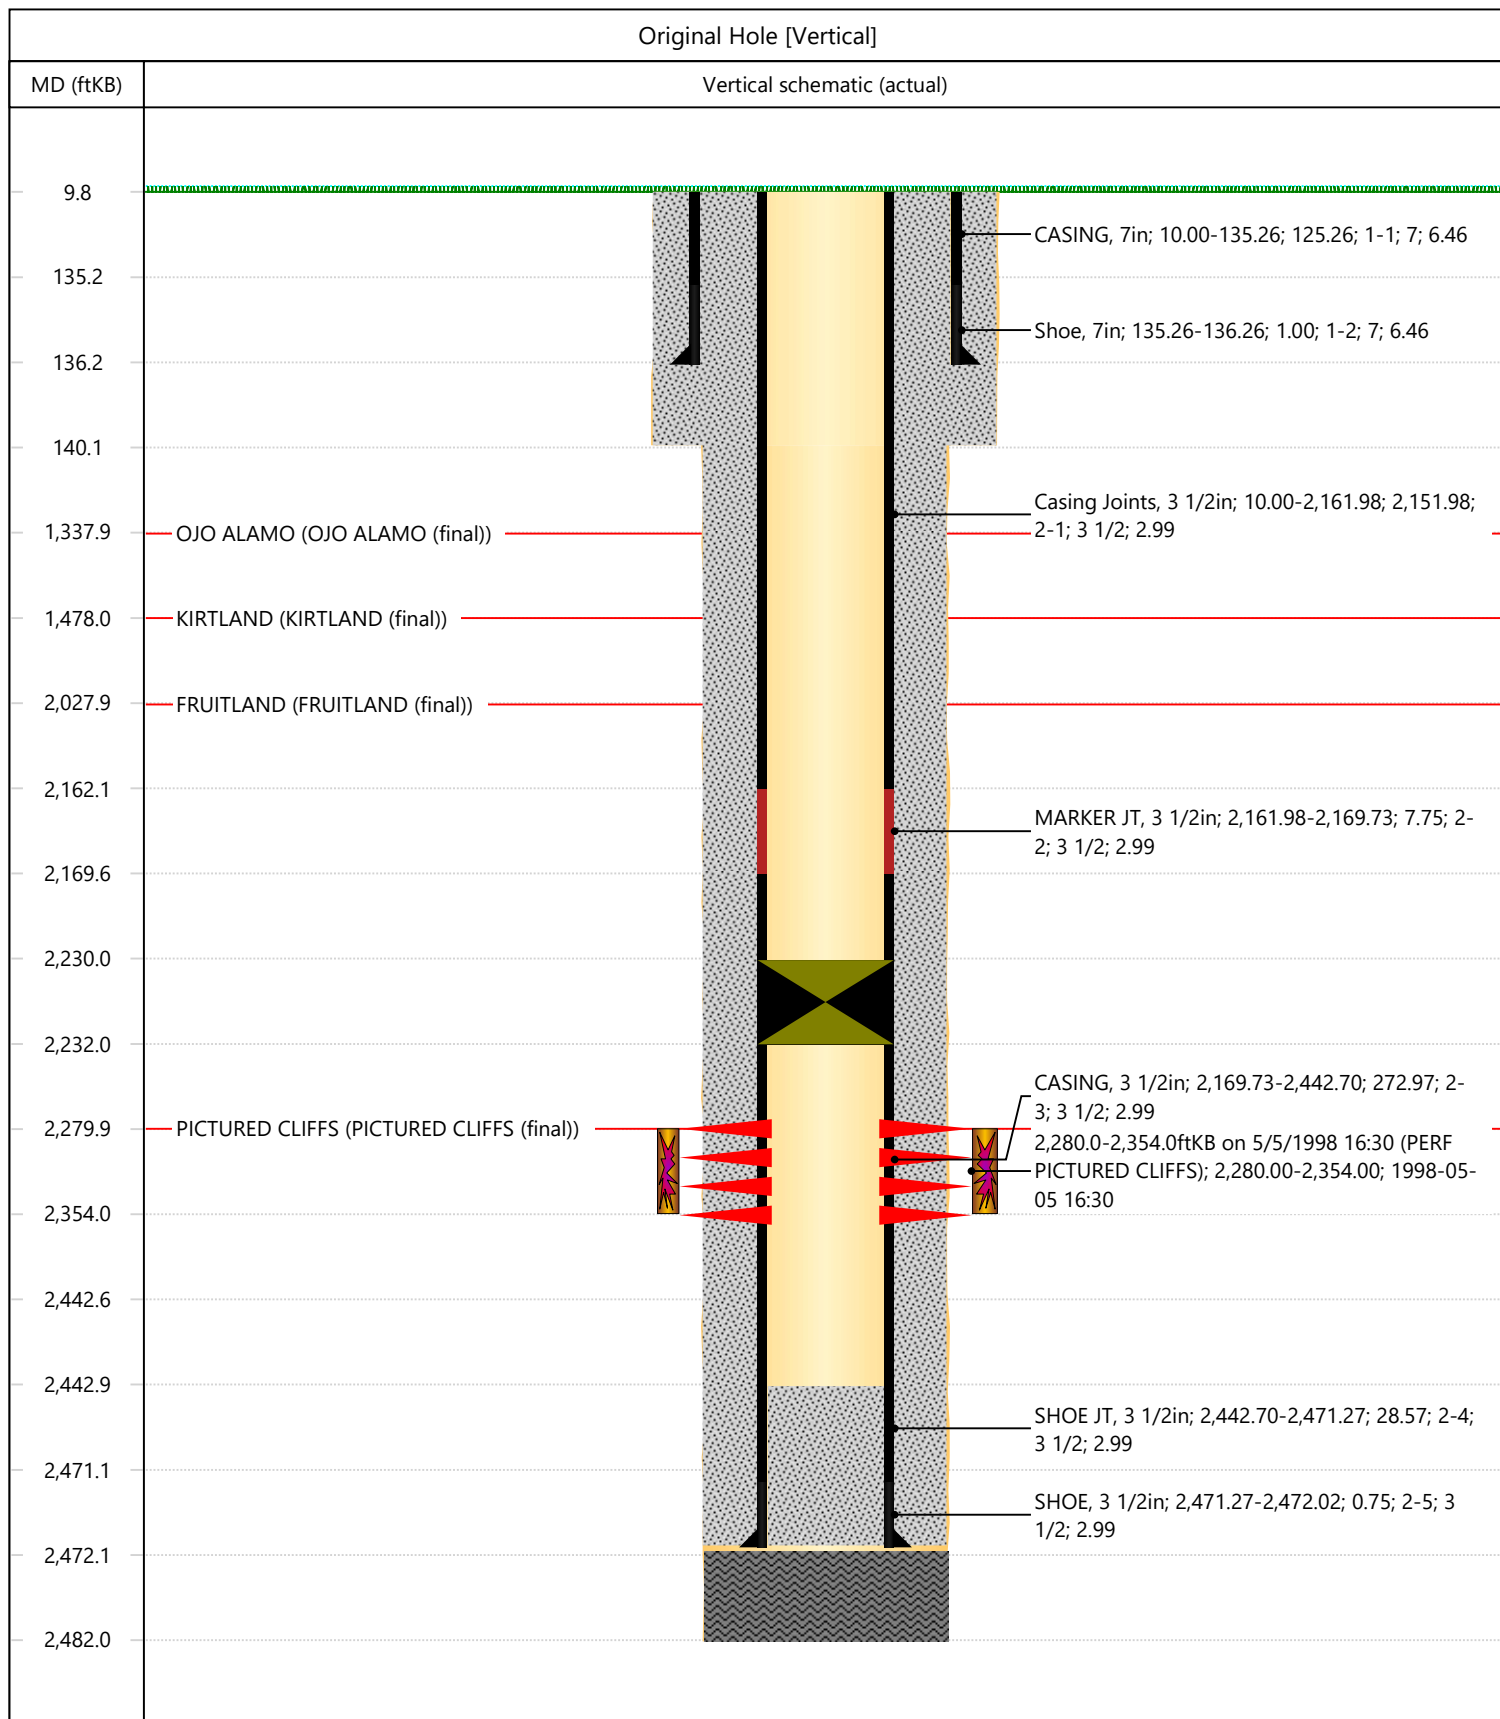 Original Hole [Vertical]
MD (ftKB)
Vertical schematic (actual)
9.8
CASING, 7in; 10.00-135.26; 125.26; 1-1; 7; 6.46
135.2
Shoe, 7in; 135.26-136.26; 1.00; 1-2; 7; 6.46
136.2
140.1
Casing Joints, 3 1/2in; 10.00-2,161.98; 2,151.98;
2-1; 3 1/2; 2.99
1,337.9
OJO ALAMO (OJO ALAMO (final))
1,478.0
KIRTLAND (KIRTLAND (final))
2,027.9
FRUITLAND (FRUITLAND (final))
2,162.1
MARKER JT, 3 1/2in; 2,161.98-2,169.73; 7.75; 2-
2; 3 1/2; 2.99
2,169.6
2,230.0
2,232.0
CASING, 3 1/2in; 2,169.73-2,442.70; 272.97; 2-
3; 3 1/2; 2.99
2,279.9
PICTURED CLIFFS (PICTURED CLIFFS (final))
2,280.0-2,354.0ftKB on 5/5/1998 16:30 (PERF
PICTURED CLIFFS); 2,280.00-2,354.00; 1998-05-
05 16:30
2,354.0
2,442.6
2,442.9
SHOE JT, 3 1/2in; 2,442.70-2,471.27; 28.57; 2-4;
3 1/2; 2.99
2,471.1
SHOE, 3 1/2in; 2,471.27-2,472.02; 0.75; 2-5; 3
1/2; 2.99
2,472.1
2,482.0